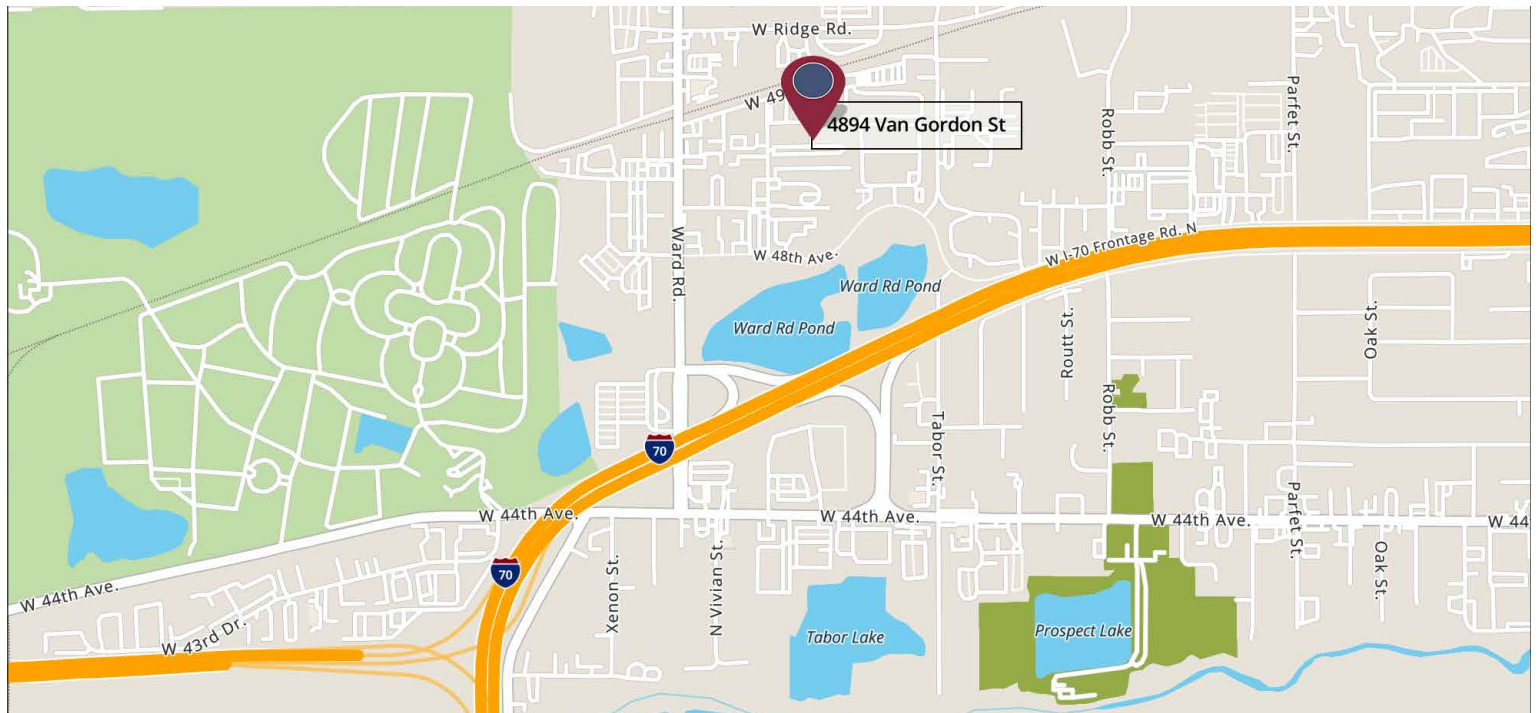 W Ridge Rd.
W 49
4894 Van Gordon St
Parfet St.
Robb St.
W I-70 Frontage Rd. N
Ward Rd.
W 48th Ave.
Ward Rd Pond
Ward Rd Pond
Routt St.
Oak St.
Robb St.
Tabor St.
70
W 44th Ave.
W 44th Ave.
W 44th Ave.
W 44
Parfet St.
Oak St.
70
Xenon St.
N Vivian St.
W 44th Ave.
W 43rd Dr.
Tabor Lake
Prospect Lake